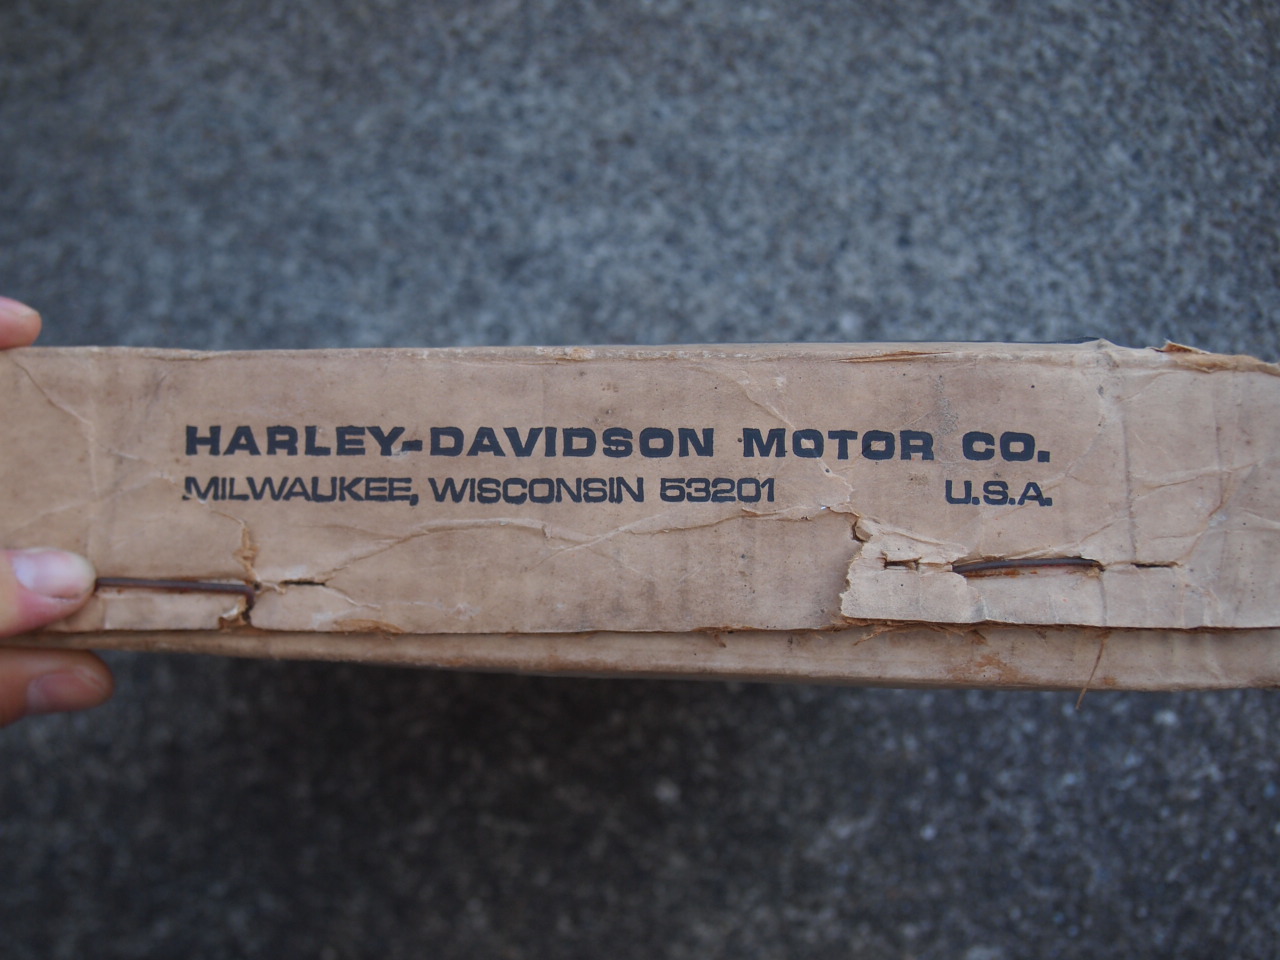 HARLEY-DAVIDSON MOTOR CO.
MILWAUKEE, WISCONSIN 53201 U.S.A.